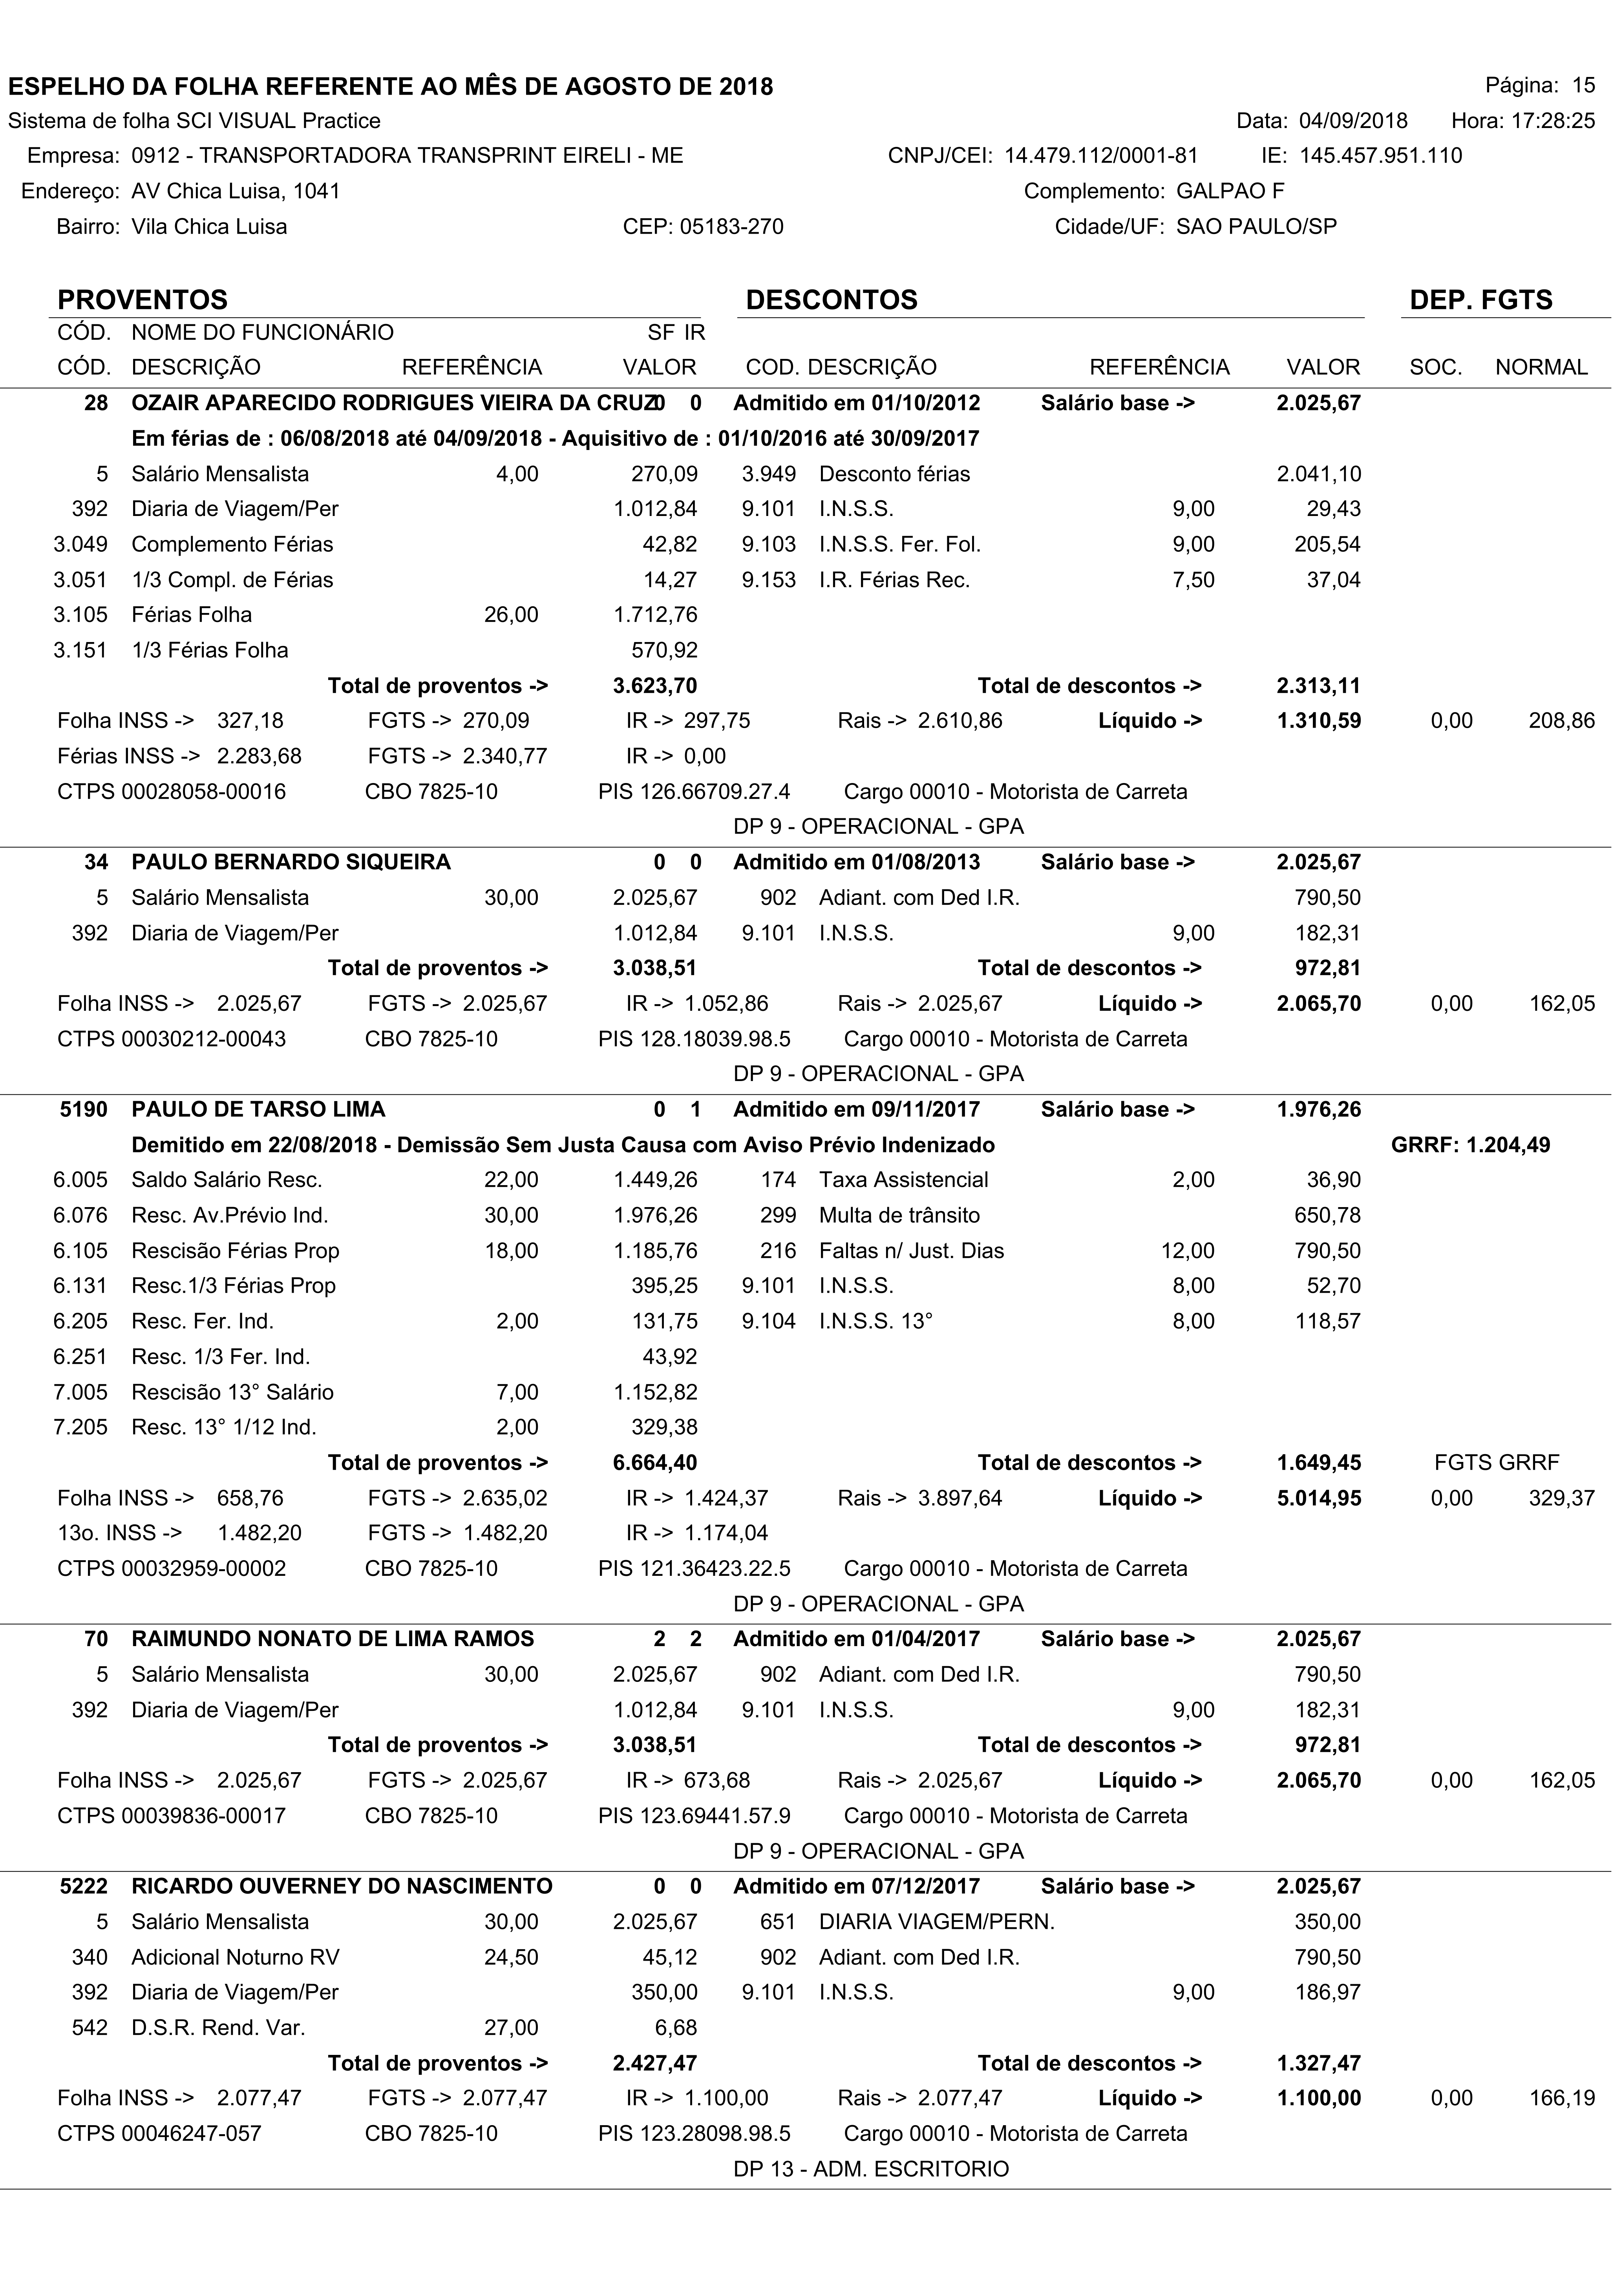 ESPELHO DA FOLHA REFERENTE AO MÊS DE AGOSTO DE 2018 Página: 15
Sistema de folha SCI VISUAL Practice Data: 04/09/2018 Hora: 17:28:25
Empresa: 0912 - TRANSPORTADORA TRANSPRINT EIRELI - ME CNPJ/CEI: 14.479.112/0001-81 IE: 145.457.951.110
Endereço: AV Chica Luisa, 1041 Complemento: GALPAO F
Bairro: Vila Chica Luisa CEP: 05183-270 Cidade/UF: SAO PAULO/SP
PROVENTOS DESCONTOS DEP. FGTS
CÓD. NOME DO FUNCIONÁRIO SF IR
CÓD. DESCRIÇÃO REFERÊNCIA VALOR COD. DESCRIÇÃO REFERÊNCIA VALOR SOC. NORMAL
28 OZAIR APARECIDO RODRIGUES VIEIRA DA CRUZ 0 0 Admitido em 01/10/2012 Salário base -> 2.025,67
Em férias de : 06/08/2018 até 04/09/2018 - Aquisitivo de : 01/10/2016 até 30/09/2017
5 Salário Mensalista 4,00 270,09 3.949 Desconto férias 2.041,10
392 Diaria de Viagem/Per 1.012,84 9.101 I.N.S.S. 9,00 29,43
3.049 Complemento Férias 42,82 9.103 I.N.S.S. Fer. Fol. 9,00 205,54
3.051 1/3 Compl. de Férias 14,27 9.153 I.R. Férias Rec. 7,50 37,04
3.105 Férias Folha 26,00 1.712,76
3.151 1/3 Férias Folha 570,92
Total de proventos -> 3.623,70 Total de descontos -> 2.313,11
Folha INSS -> 327,18 FGTS -> 270,09 IR -> 297,75 Rais -> 2.610,86 Líquido -> 1.310,59 0,00 208,86
Férias INSS -> 2.283,68 FGTS -> 2.340,77 IR -> 0,00
CTPS 00028058-00016 CBO 7825-10 PIS 126.66709.27.4 Cargo 00010 - Motorista de Carreta
DP 9 - OPERACIONAL - GPA
34 PAULO BERNARDO SIQUEIRA 0 0 Admitido em 01/08/2013 Salário base -> 2.025,67
5 Salário Mensalista 30,00 2.025,67 902 Adiant. com Ded I.R. 790,50
392 Diaria de Viagem/Per 1.012,84 9.101 I.N.S.S. 9,00 182,31
Total de proventos -> 3.038,51 Total de descontos -> 972,81
Folha INSS -> 2.025,67 FGTS -> 2.025,67 IR -> 1.052,86 Rais -> 2.025,67 Líquido -> 2.065,70 0,00 162,05
CTPS 00030212-00043 CBO 7825-10 PIS 128.18039.98.5 Cargo 00010 - Motorista de Carreta
DP 9 - OPERACIONAL - GPA
5190 PAULO DE TARSO LIMA 0 1 Admitido em 09/11/2017 Salário base -> 1.976,26
Demitido em 22/08/2018 - Demissão Sem Justa Causa com Aviso Prévio Indenizado GRRF: 1.204,49
6.005 Saldo Salário Resc. 22,00 1.449,26 174 Taxa Assistencial 2,00 36,90
6.076 Resc. Av.Prévio Ind. 30,00 1.976,26 299 Multa de trânsito 650,78
6.105 Rescisão Férias Prop 18,00 1.185,76 216 Faltas n/ Just. Dias 12,00 790,50
6.131 Resc.1/3 Férias Prop 395,25 9.101 I.N.S.S. 8,00 52,70
6.205 Resc. Fer. Ind. 2,00 131,75 9.104 I.N.S.S. 13° 8,00 118,57
6.251 Resc. 1/3 Fer. Ind. 43,92
7.005 Rescisão 13° Salário 7,00 1.152,82
7.205 Resc. 13° 1/12 Ind. 2,00 329,38
Total de proventos -> 6.664,40 Total de descontos -> 1.649,45 FGTS GRRF
Folha INSS -> 658,76 FGTS -> 2.635,02 IR -> 1.424,37 Rais -> 3.897,64 Líquido -> 5.014,95 0,00 329,37
13o. INSS -> 1.482,20 FGTS -> 1.482,20 IR -> 1.174,04
CTPS 00032959-00002 CBO 7825-10 PIS 121.36423.22.5 Cargo 00010 - Motorista de Carreta
DP 9 - OPERACIONAL - GPA
70 RAIMUNDO NONATO DE LIMA RAMOS 2 2 Admitido em 01/04/2017 Salário base -> 2.025,67
5 Salário Mensalista 30,00 2.025,67 902 Adiant. com Ded I.R. 790,50
392 Diaria de Viagem/Per 1.012,84 9.101 I.N.S.S. 9,00 182,31
Total de proventos -> 3.038,51 Total de descontos -> 972,81
Folha INSS -> 2.025,67 FGTS -> 2.025,67 IR -> 673,68 Rais -> 2.025,67 Líquido -> 2.065,70 0,00 162,05
CTPS 00039836-00017 CBO 7825-10 PIS 123.69441.57.9 Cargo 00010 - Motorista de Carreta
DP 9 - OPERACIONAL - GPA
5222 RICARDO OUVERNEY DO NASCIMENTO 0 0 Admitido em 07/12/2017 Salário base -> 2.025,67
5 Salário Mensalista 30,00 2.025,67 651 DIARIA VIAGEM/PERN. 350,00
340 Adicional Noturno RV 24,50 45,12 902 Adiant. com Ded I.R. 790,50
392 Diaria de Viagem/Per 350,00 9.101 I.N.S.S. 9,00 186,97
542 D.S.R. Rend. Var. 27,00 6,68
Total de proventos -> 2.427,47 Total de descontos -> 1.327,47
Folha INSS -> 2.077,47 FGTS -> 2.077,47 IR -> 1.100,00 Rais -> 2.077,47 Líquido -> 1.100,00 0,00 166,19
CTPS 00046247-057 CBO 7825-10 PIS 123.28098.98.5 Cargo 00010 - Motorista de Carreta
DP 13 - ADM. ESCRITORIO